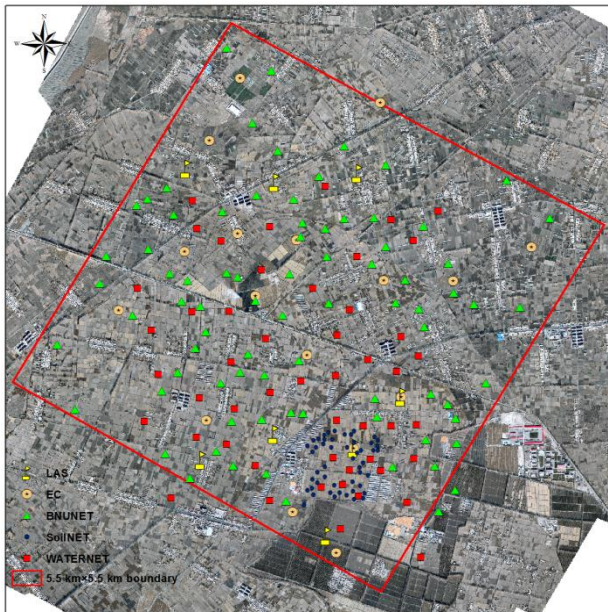 N
W
E
S
LAS
EC
BNUNET
SoilNET
WATERNET
5.5 km×5.5 km boundary